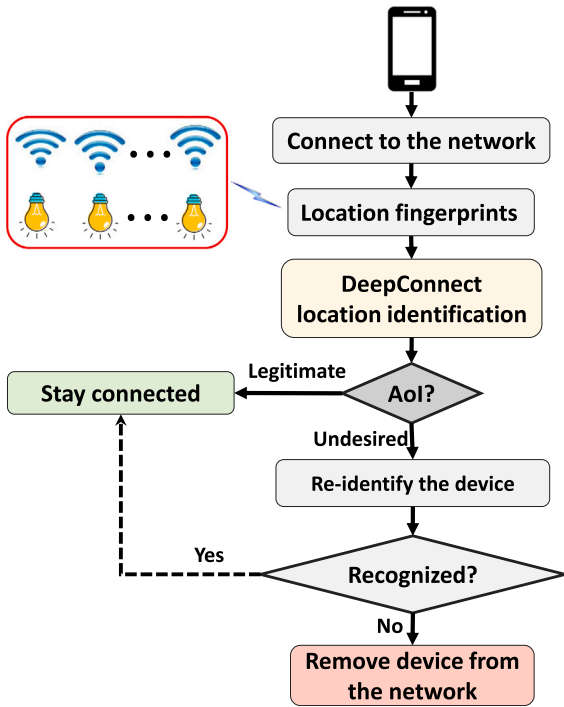 Connect to the network
Location fingerprints
DeepConnect
location identification
Legitimate
AoI?
Stay connected
Undesired
Re-identify the device
Yes
Recognized?
No
Remove device from
the network